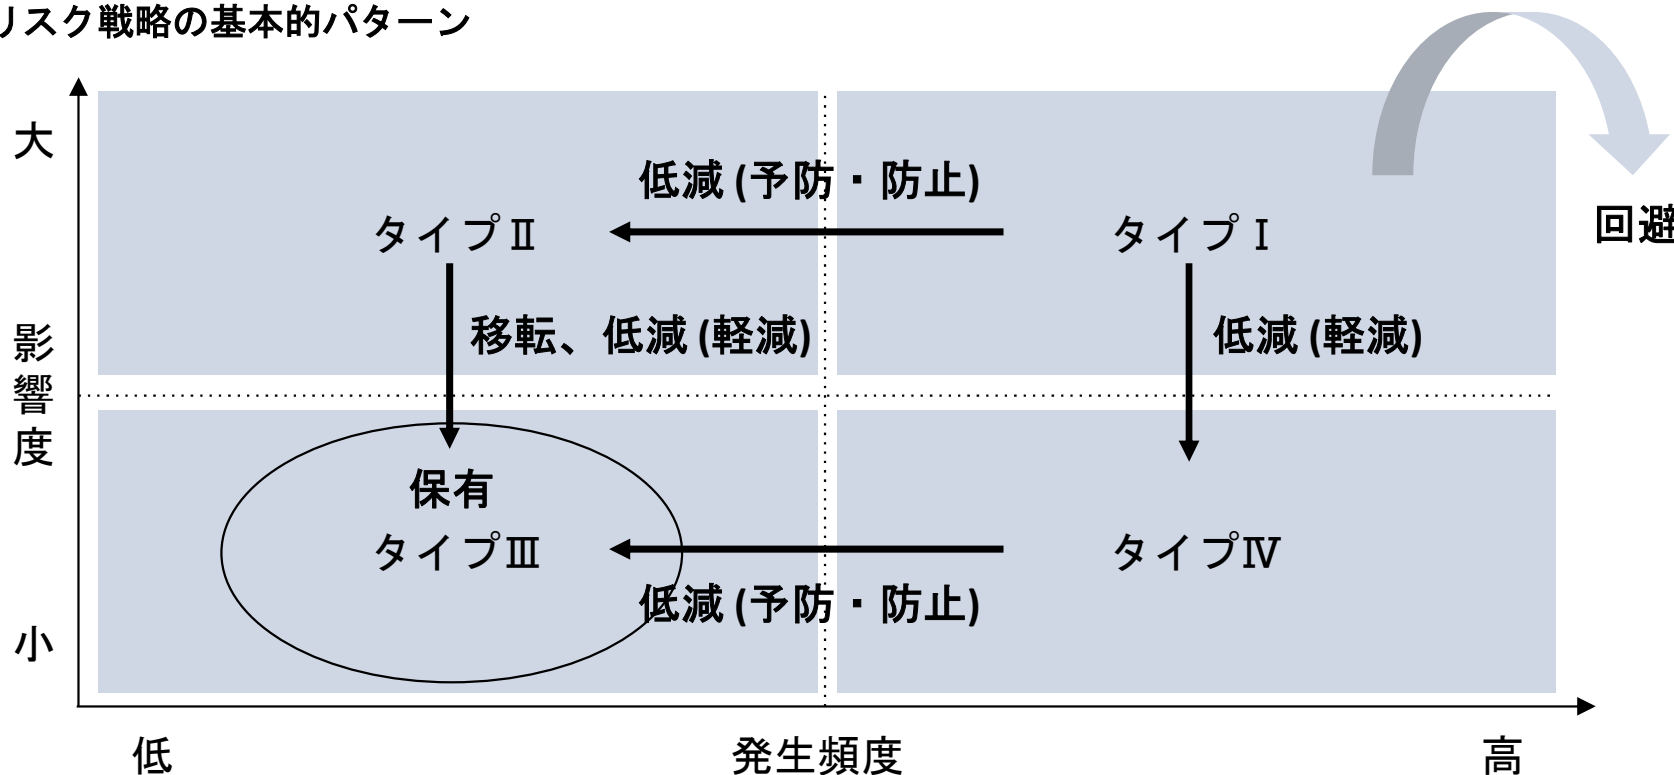 リスク戦略の基本的パターン
大
低減(予防・防止)
タイプⅡ
タイプⅠ
回避
移転、低減(軽減)
低減(軽減)
影響度
保有
タイプⅢ
タイプⅣ
低減(予防・防止)
小
低
発生頻度
高